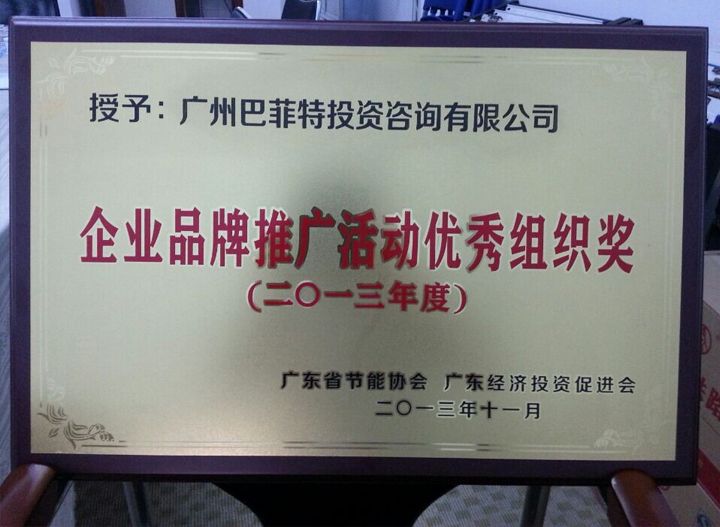 授予：广州巴菲特投资咨询有限公司
企业品牌推广活动优秀组织奖
（二〇一三年度）
广东省节能协会 广东经济投资促进会
二〇一三年十一月